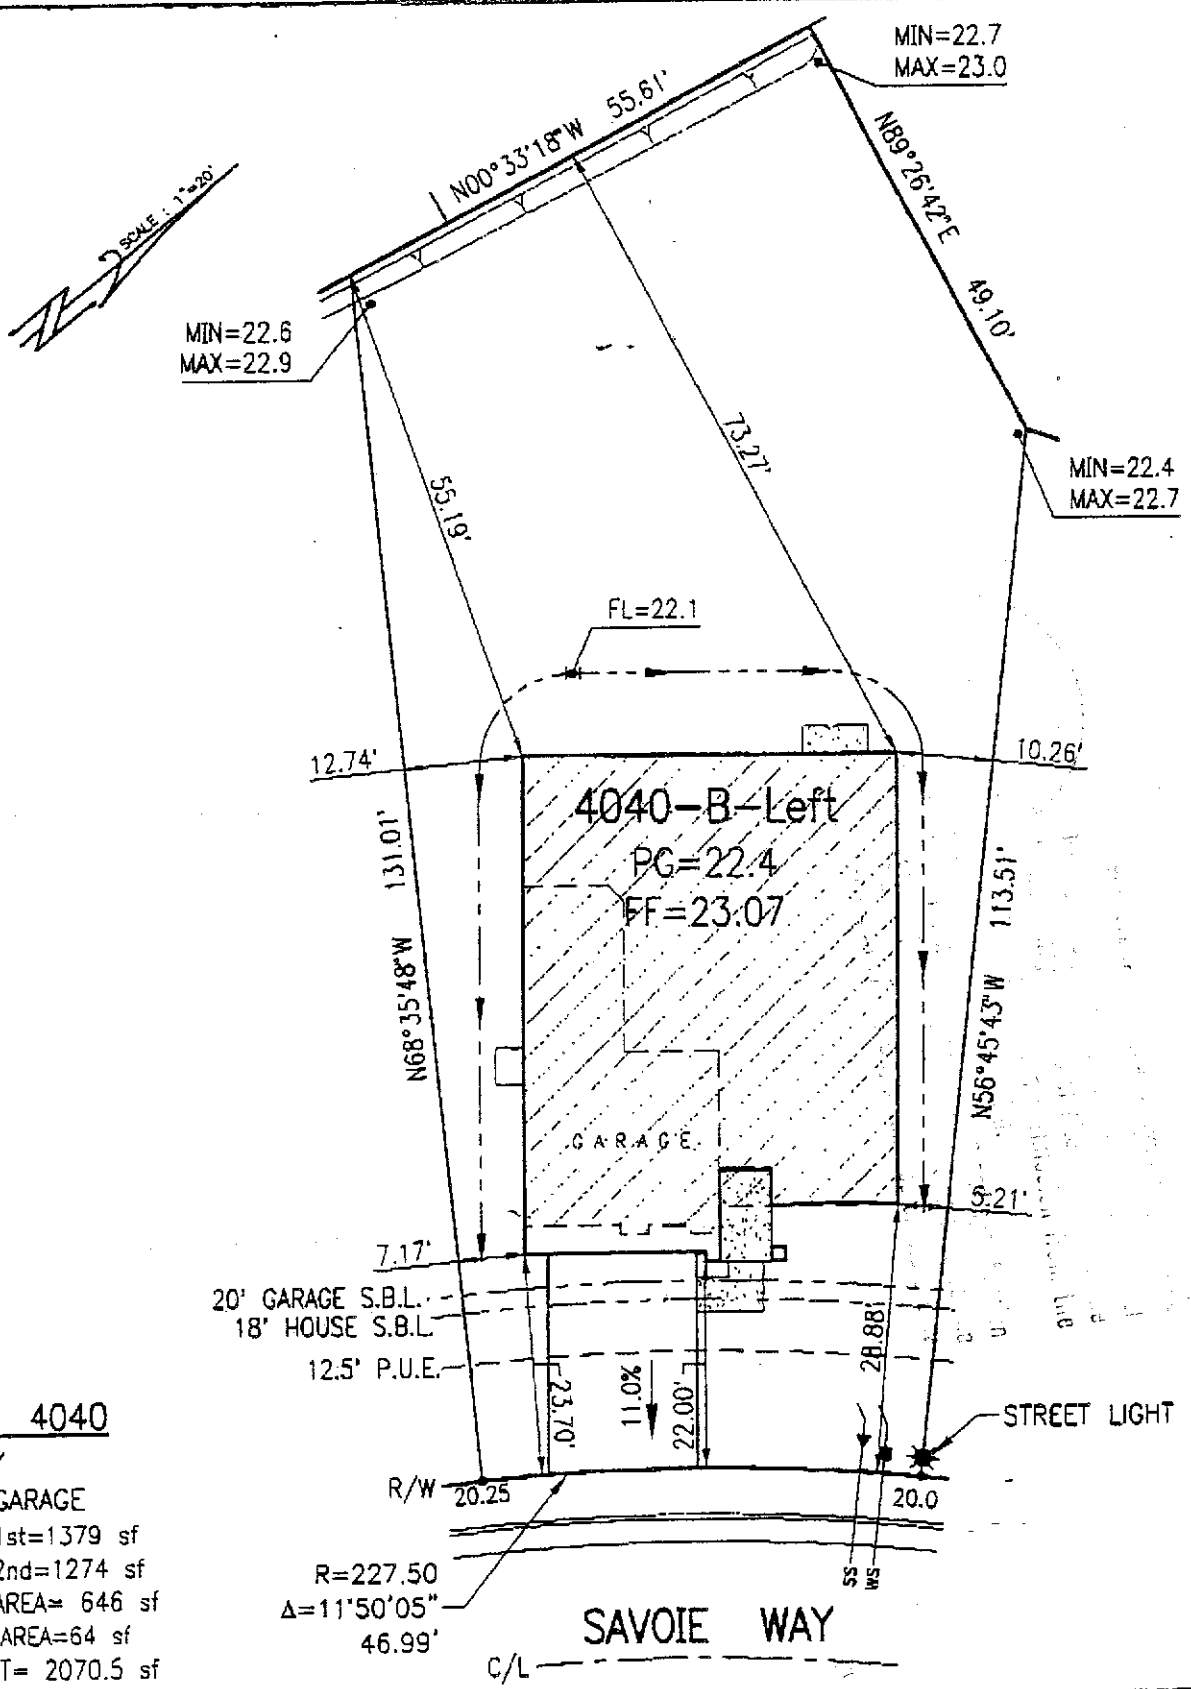 MIN=22.7
MAX=23.0
N00°33'18"W 55.61'
N89°26'42"E 49.10'
SCALE : 1"=20'
MIN=22.6
MAX=22.9
MIN=22.4
MAX=22.7
73.27'
55.19'
FL=22.1
12.74'
10.26'
4040-B-Left
PG=22.4
FF=23.07
131.01'
N68°35'48"W
113.51'
N56°45'43"W
GARAGE
5.21'
7.17'
20' GARAGE S.B.L.
18' HOUSE S.B.L.
12.5' P.U.E.
23.70'
11.0%
22.00'
28.88'
STREET LIGHT
4040
R/W
20.25
20.0
GARAGE
1st=1379 sf
2nd=1274 sf
AREA= 646 sf
AREA=64 sf
T= 2070.5 sf
R=227.50
Δ=11°50'05"
46.99'
SS
WS
SAVOIE WAY
C/L